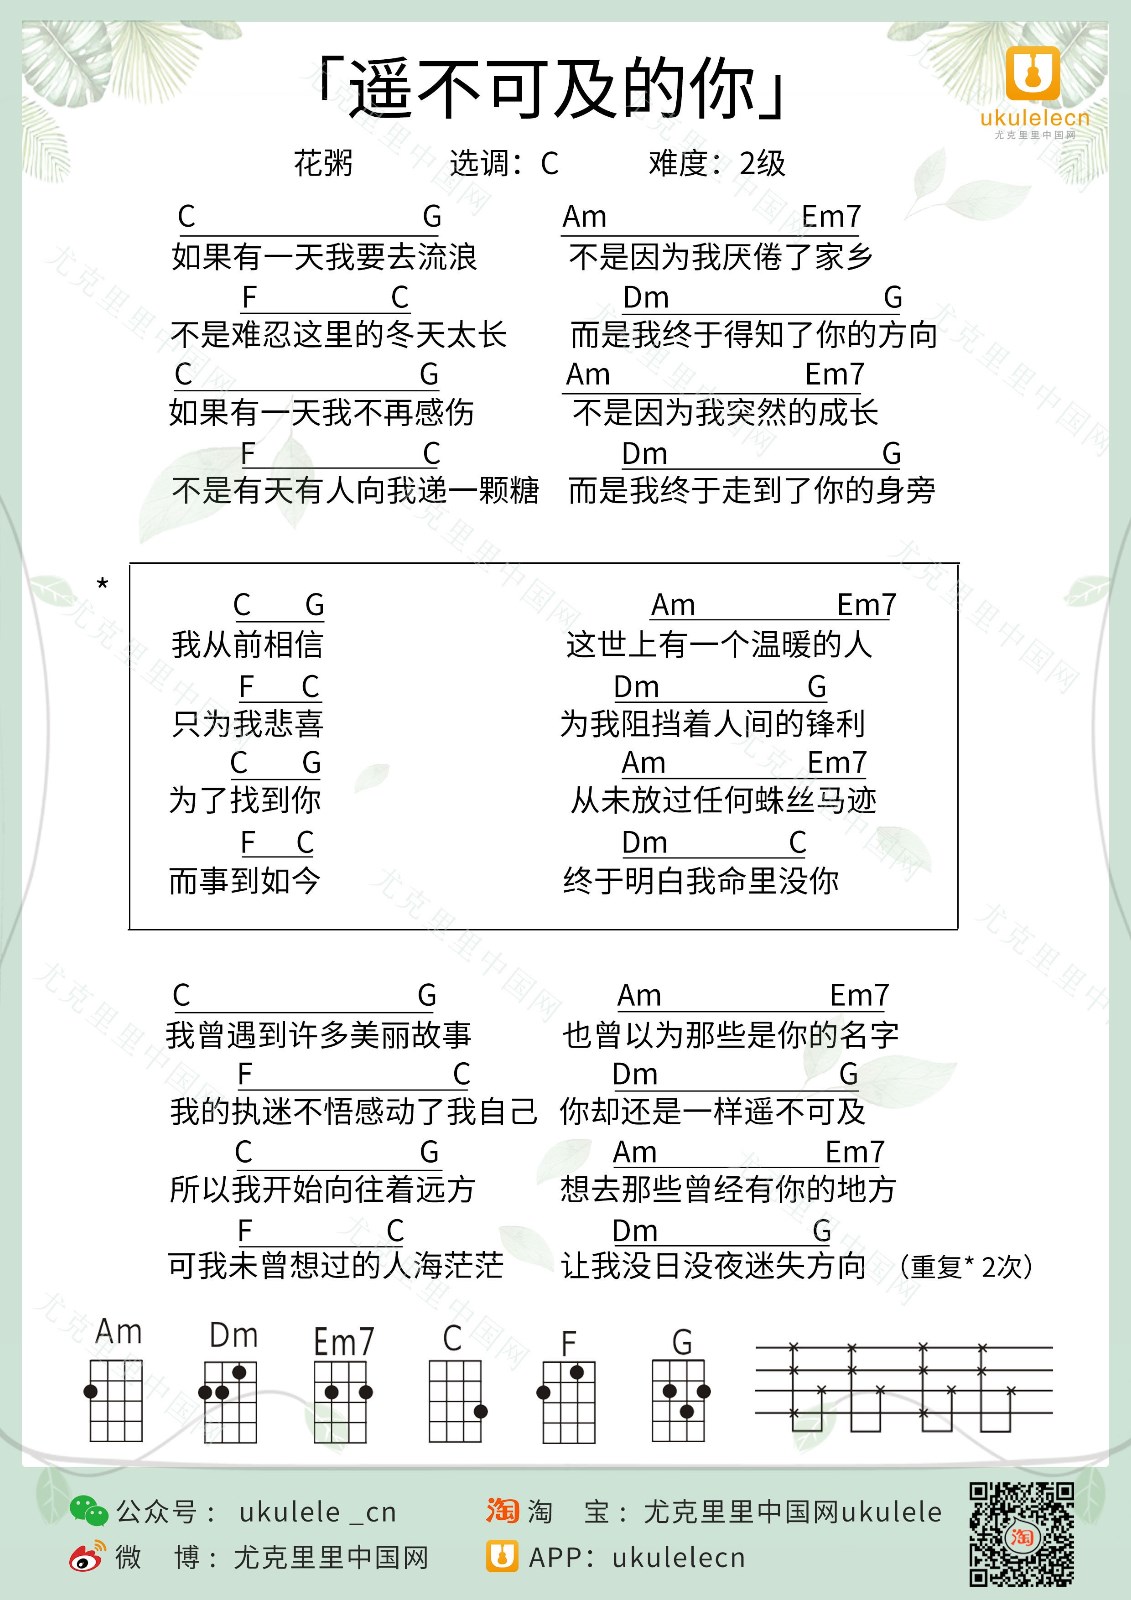 「遥不可及的你」
ukulelecn
尤克里里中国网
花粥 选调：C 难度：2级
C G Am Em7
如果有一天我要去流浪 不是因为我厌倦了家乡
F C Dm G
不是难忍这里的冬天太长 而是我终于得知了你的方向
C G Am Em7
如果有一天我不再感伤 不是因为我突然的成长
F C Dm G
不是有天有人向我递一颗糖 而是我终于走到了你的身旁
*
C G Am Em7
我从前相信 这世上有一个温暖的人
F C Dm G
只为我悲喜 为我阻挡着人间的锋利
C G Am Em7
为了找到你 从未放过任何蛛丝马迹
F C Dm C
而事到如今 终于明白我命里没你
C G Am Em7
我曾遇到许多美丽故事 也曾以为那些是你的名字
F C Dm G
我的执迷不悟感动了我自己 你却还是一样遥不可及
C G Am Em7
所以我开始向往着远方 想去那些曾经有你的地方
F C Dm G
可我未曾想过的人海茫茫 让我没日没夜迷失方向 （重复* 2次）
Am Dm Em7 C F G
公众号： ukulele _cn 淘 淘 宝：尤克里里中国网ukulele
微 博：尤克里里中国网 APP：ukulelecn
淘